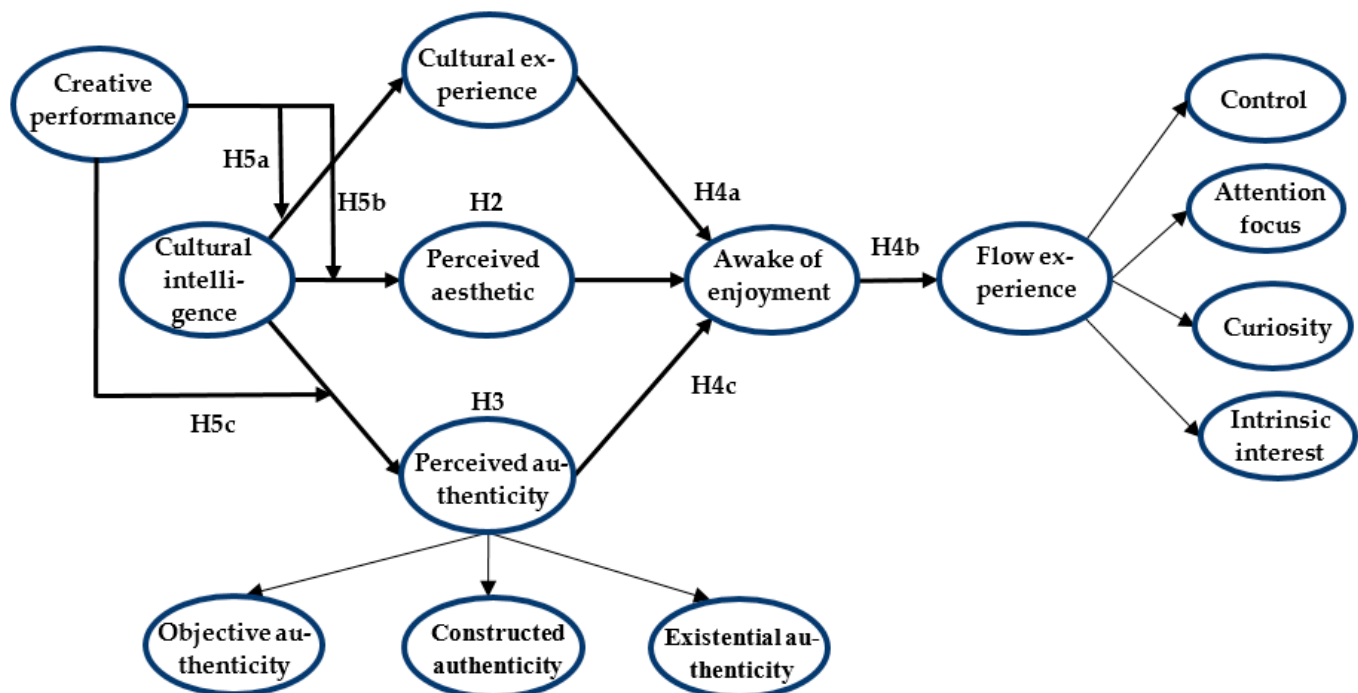 Creative
performance
Cultural ex-
perience
Control
H5a
H4a
H5b
H2
Attention
focus
Cultural
intelli-
gence
Perceived
aesthetic
Awake of
enjoyment
H4b
Flow ex-
perience
Curiosity
H4c
H3
H5c
Intrinsic
interest
Perceived au-
thenticity
Objective au-
thenticity
Constructed
authenticity
Existential au-
thenticity